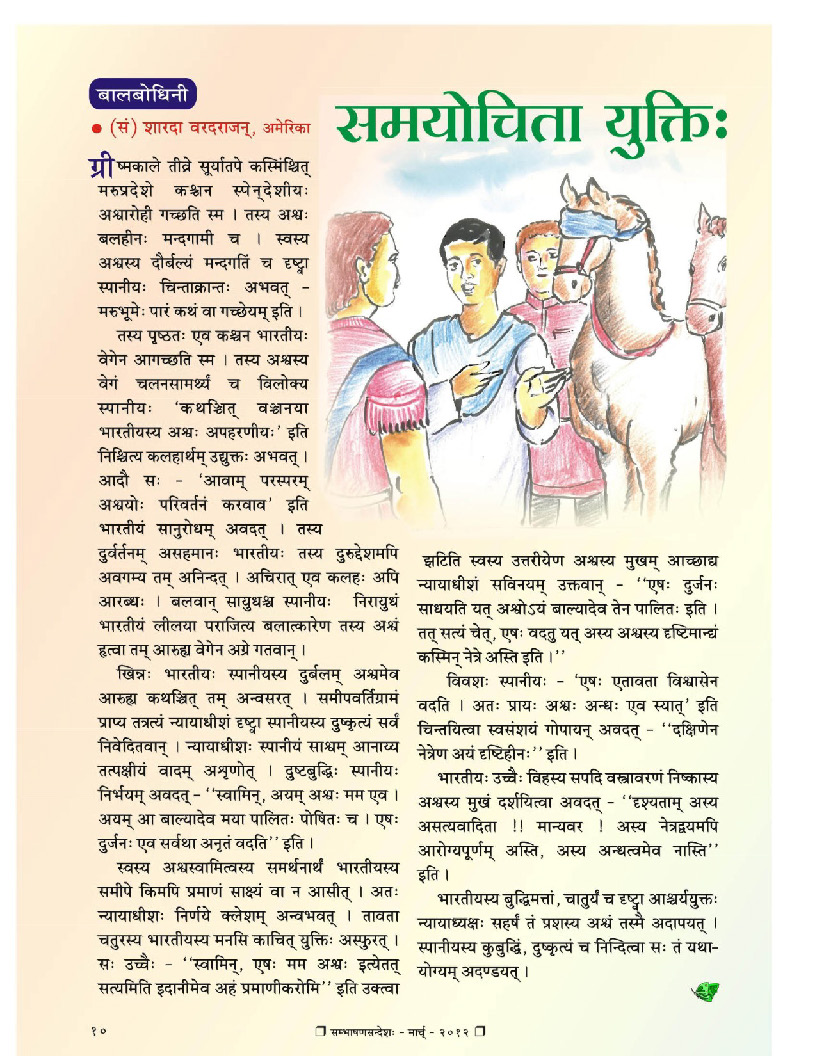 बालबोधिनी
समयोचिता युक्तिः
● (सं) शारदा वरदराजन्, अमेरिका
ग्रीष्मकाले तीव्रे सूर्यातपे कस्मिंश्चित्
मरुप्रदेशे कश्चन स्पेन्‌देशीयः
अश्वारोही गच्छति स्म । तस्य अश्वः
बलहीनः मन्दगामी च । स्वस्य
अश्वस्य दौर्बल्यं मन्दगतिं च दृष्ट्वा
स्पानीयः चिन्ताक्रान्तः अभवत् -
मरुभूमेः पारं कथं वा गच्छेयम् इति ।
तस्य पृष्ठतः एव कश्चन भारतीयः
वेगेन आगच्छति स्म । तस्य अश्वस्य
वेगं चलनसामर्थ्यं च विलोक्य
स्पानीयः ‘कथञ्चित् वञ्चनया
भारतीयस्य अश्वः अपहरणीयः’ इति
निश्चित्य कलहार्थम् उद्युक्तः अभवत् ।
आदौ सः - ‘आवाम् परस्परम्
अश्वयोः परिवर्तनं करवाव’ इति
भारतीयं सानुरोधम् अवदत् । तस्य
दुर्वर्तनम् असहमानः भारतीयः तस्य दुरुद्देशमपि
अवगम्य तम् अनिन्दत् । अचिरात् एव कलहः अपि
आरब्धः । बलवान् सायुधश्च स्पानीयः निरायुधं
भारतीयं लीलया पराजित्य बलात्कारेण तस्य अश्वं
हृत्वा तम् आरुह्य वेगेन अग्रे गतवान् ।
खिन्नः भारतीयः स्पानीयस्य दुर्बलम् अश्वमेव
आरुह्य कथञ्चित् तम् अन्वसरत् । समीपवर्तिग्रामं
प्राप्य तत्रत्यं न्यायाधीशं दृष्ट्वा स्पानीयस्य दुष्कृत्यं सर्वं
निवेदितवान् । न्यायाधीशः स्पानीयं साश्वम् आनाय्य
तत्पक्षीयं वादम् अशृणोत् । दुष्टबुद्धिः स्पानीयः
निर्भयम् अवदत् - ‘‘स्वामिन्, अयम् अश्वः मम एव ।
अयम् आ बाल्यादेव मया पालितः पोषितः च । एषः
दुर्जनः एव सर्वथा अनृतं वदति’’ इति ।
स्वस्य अश्वस्वामित्वस्य समर्थनार्थं भारतीयस्य
समीपे किमपि प्रमाणं साक्ष्यं वा न आसीत् । अतः
न्यायाधीशः निर्णये क्लेशम् अन्वभवत् । तावता
चतुरस्य भारतीयस्य मनसि काचित् युक्तिः अस्फुरत् ।
सः उच्चैः - ‘‘स्वामिन्, एषः मम अश्वः इत्येतत्
सत्यमिति इदानीमेव अहं प्रमाणीकरोमि’’ इति उक्त्वा
झटिति स्वस्य उत्तरीयेण अश्वस्य मुखम् आच्छाद्य
न्यायाधीशं सविनयम् उक्तवान् - ‘‘एषः दुर्जनः
साधयति यत् अश्वोऽयं बाल्यादेव तेन पालितः इति ।
तत् सत्यं चेत्, एषः वदतु यत् अस्य अश्वस्य दृष्टिमान्द्यं
कस्मिन् नेत्रे अस्ति इति ।’’
विवशः स्पानीयः - ‘एषः एतावता विश्वासेन
वदति । अतः प्रायः अश्वः अन्धः एव स्यात्’ इति
चिन्तयित्वा स्वसंशयं गोपायन् अवदत् - ‘‘दक्षिणेन
नेत्रेण अयं दृष्टिहीनः’’ इति ।
भारतीयः उच्चैः विहस्य सपदि वस्त्रावरणं निष्कास्य
अश्वस्य मुखं दर्शयित्वा अवदत् - ‘‘दृश्यताम् अस्य
असत्यवादिता !! मान्यवर ! अस्य नेत्रद्वयमपि
आरोग्यपूर्णम् अस्ति, अस्य अन्धत्वमेव नास्ति’’
इति ।
भारतीयस्य बुद्धिमत्तां, चातुर्यं च दृष्ट्वा आश्चर्ययुक्तः
न्यायाध्यक्षः सहर्षं तं प्रशस्य अश्वं तस्मै अदापयत् ।
स्पानीयस्य कुबुद्धिं, दुष्कृत्यं च निन्दित्वा सः तं यथा-
योग्यम् अदण्डयत् ।
१०
❐ सम्भाषणसन्देशः - मार्च् - २०१२ ❐